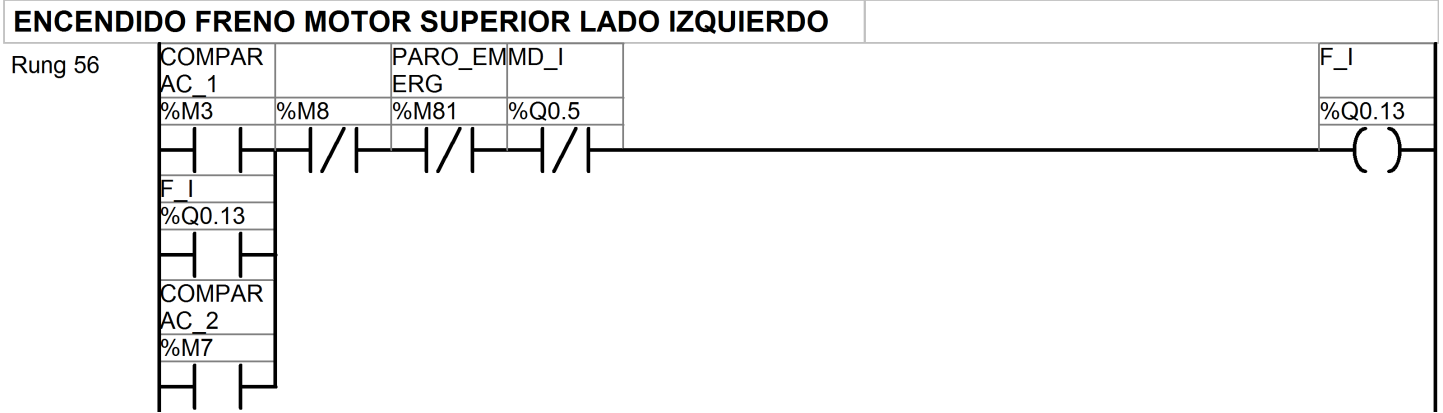 ENCENDIDO FRENO MOTOR SUPERIOR LADO IZQUIERDO
Rung 56
COMPAR
AC_1
%M3
%M8
PARO_EM
ERG
%M81
MD_I
%Q0.5
F_I
%Q0.13
F_I
%Q0.13
COMPAR
AC_2
%M7